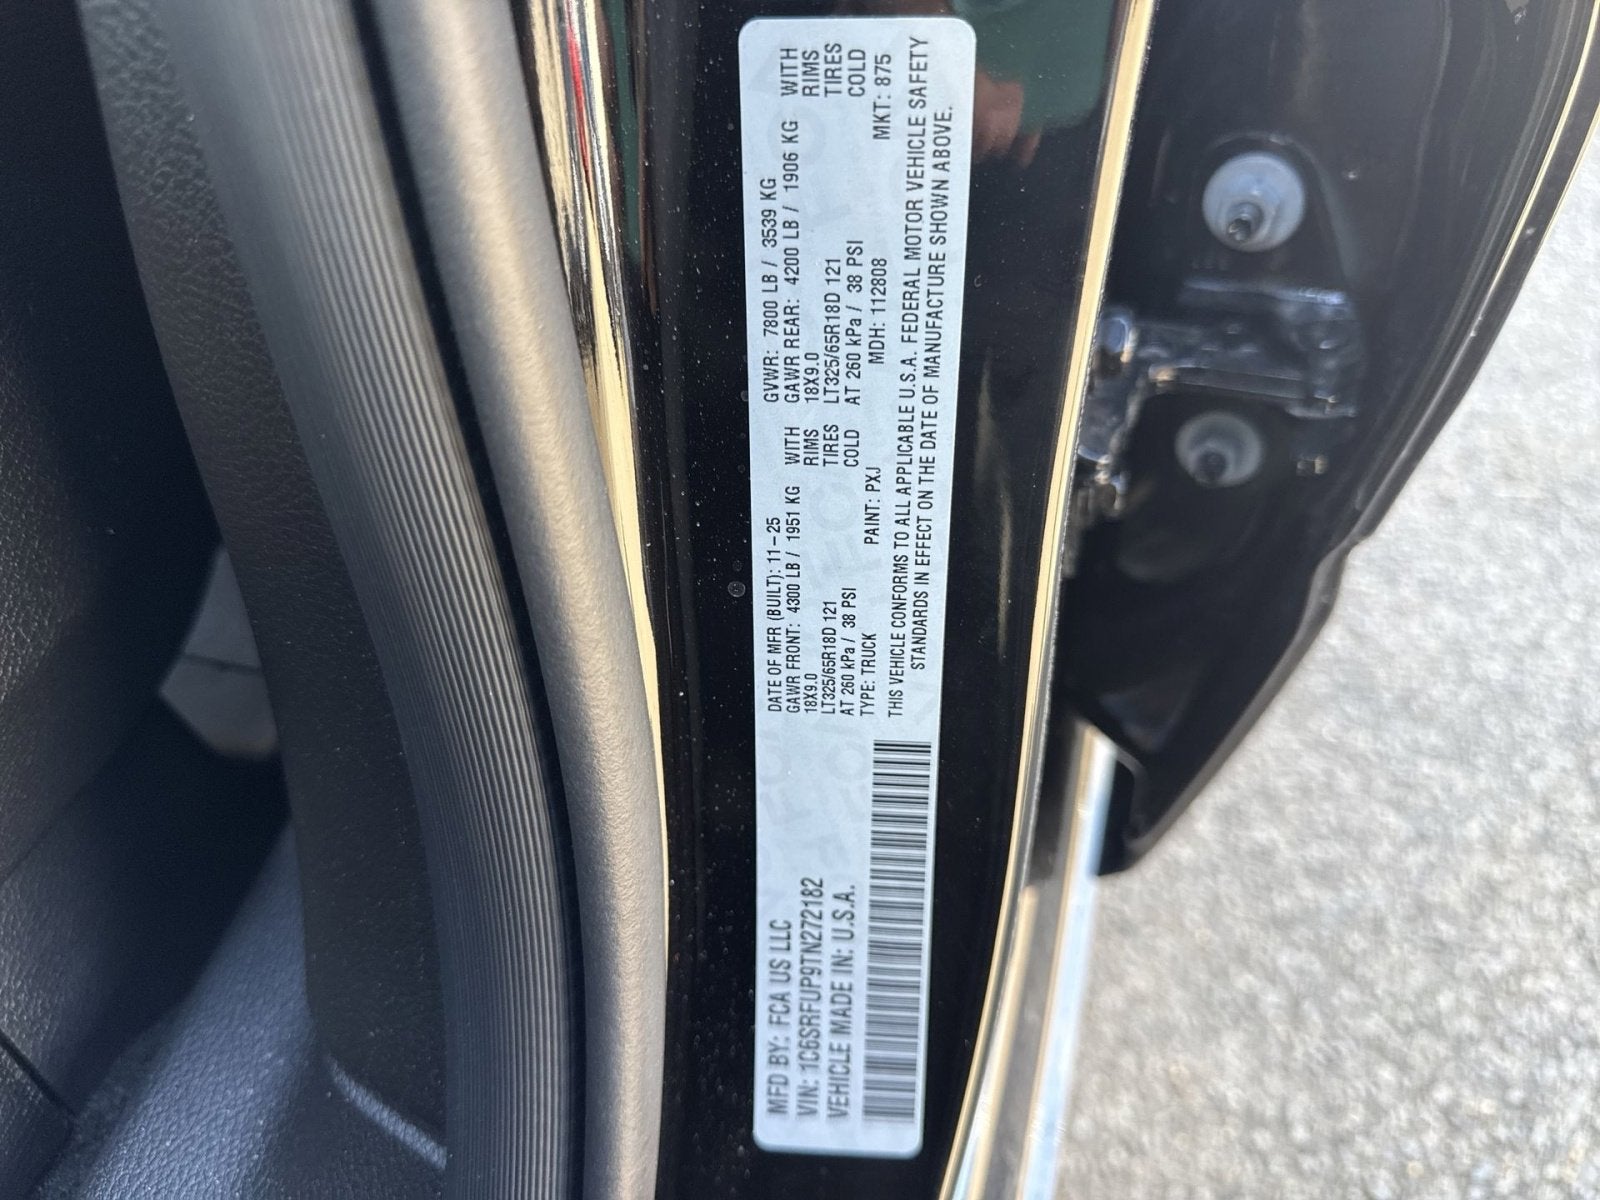 MFD BY: FCA US LLC
VIN: 1C6SRFUP9TN272182
VEHICLE MADE IN: U.S.A.
DATE OF MFR (BUILT): 11-25 GVWR: 7800 LB / 3539 KG
GAWR FRONT: 4300 LB / 1951 KG WITH GAWR REAR: 4200 LB / 1906 KG WITH
18X9.0 RIMS 18X9.0 RIMS
LT325/65R18D 121 TIRES LT325/65R18D 121 TIRES
AT 260 kPa / 38 PSI COLD AT 260 kPa / 38 PSI COLD
TYPE: TRUCK PAINT: PXJ MDH: 112808 MKT: 875
THIS VEHICLE CONFORMS TO ALL APPLICABLE U.S.A. FEDERAL MOTOR VEHICLE SAFETY
STANDARDS IN EFFECT ON THE DATE OF MANUFACTURE SHOWN ABOVE.